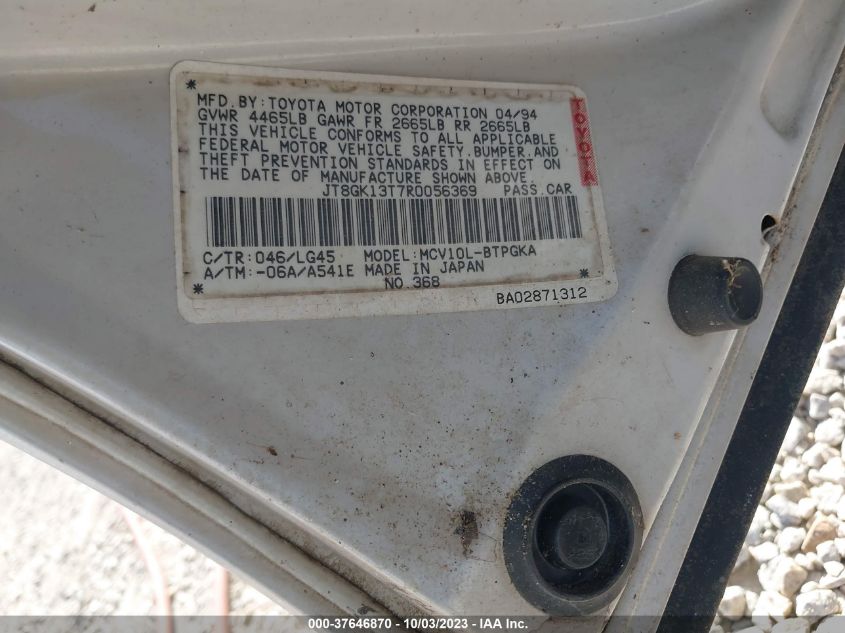 MFD. BY: TOYOTA MOTOR CORPORATION 04/94
GVWR 4465LB GAWR FR 2665LB RR 2665LB
THIS VEHICLE CONFORMS TO ALL APPLICABLE
FEDERAL MOTOR VEHICLE SAFETY, BUMPER, AND
THEFT PREVENTION STANDARDS IN EFFECT ON
THE DATE OF MANUFACTURE SHOWN ABOVE.
JT8GK13T7R0056369 PASS. CAR
TOYOTA
C/TR: 046/LG45 MODEL: MCV10L-BTPGKA
A/TM: -06A/A541E MADE IN JAPAN
NO. 368
BA02871312
000-37646870 - 10/03/2023 - IAA Inc.